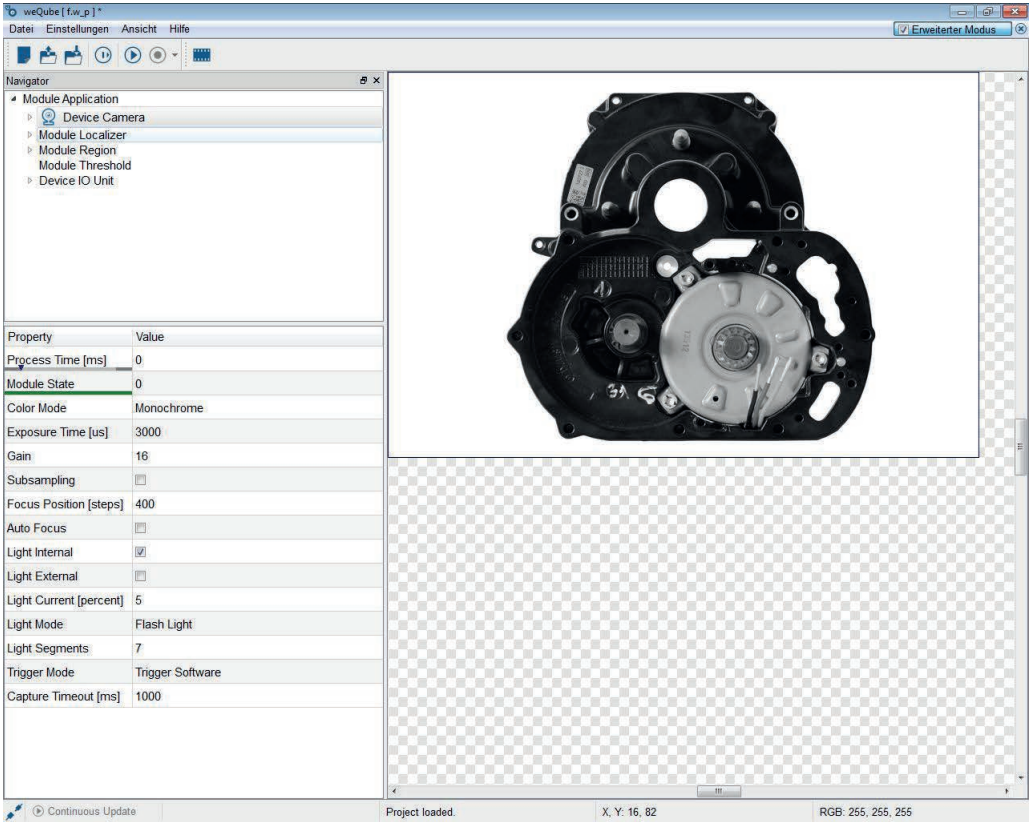 weQube [ f.w_p ] *
Datei Einstellungen Ansicht Hilfe
Erweiterter Modus
Navigator
Module Application
Device Camera
Module Localizer
Module Region
Module Threshold
Device IO Unit
Property Value
Process Time [ms] 0
Module State 0
Color Mode Monochrome
Exposure Time [us] 3000
Gain 16
Subsampling
Focus Position [steps] 400
Auto Focus
Light Internal
Light External
Light Current [percent] 5
Light Mode Flash Light
Light Segments 7
Trigger Mode Trigger Software
Capture Timeout [ms] 1000
Continuous Update Project loaded. X, Y: 16, 82 RGB: 255, 255, 255